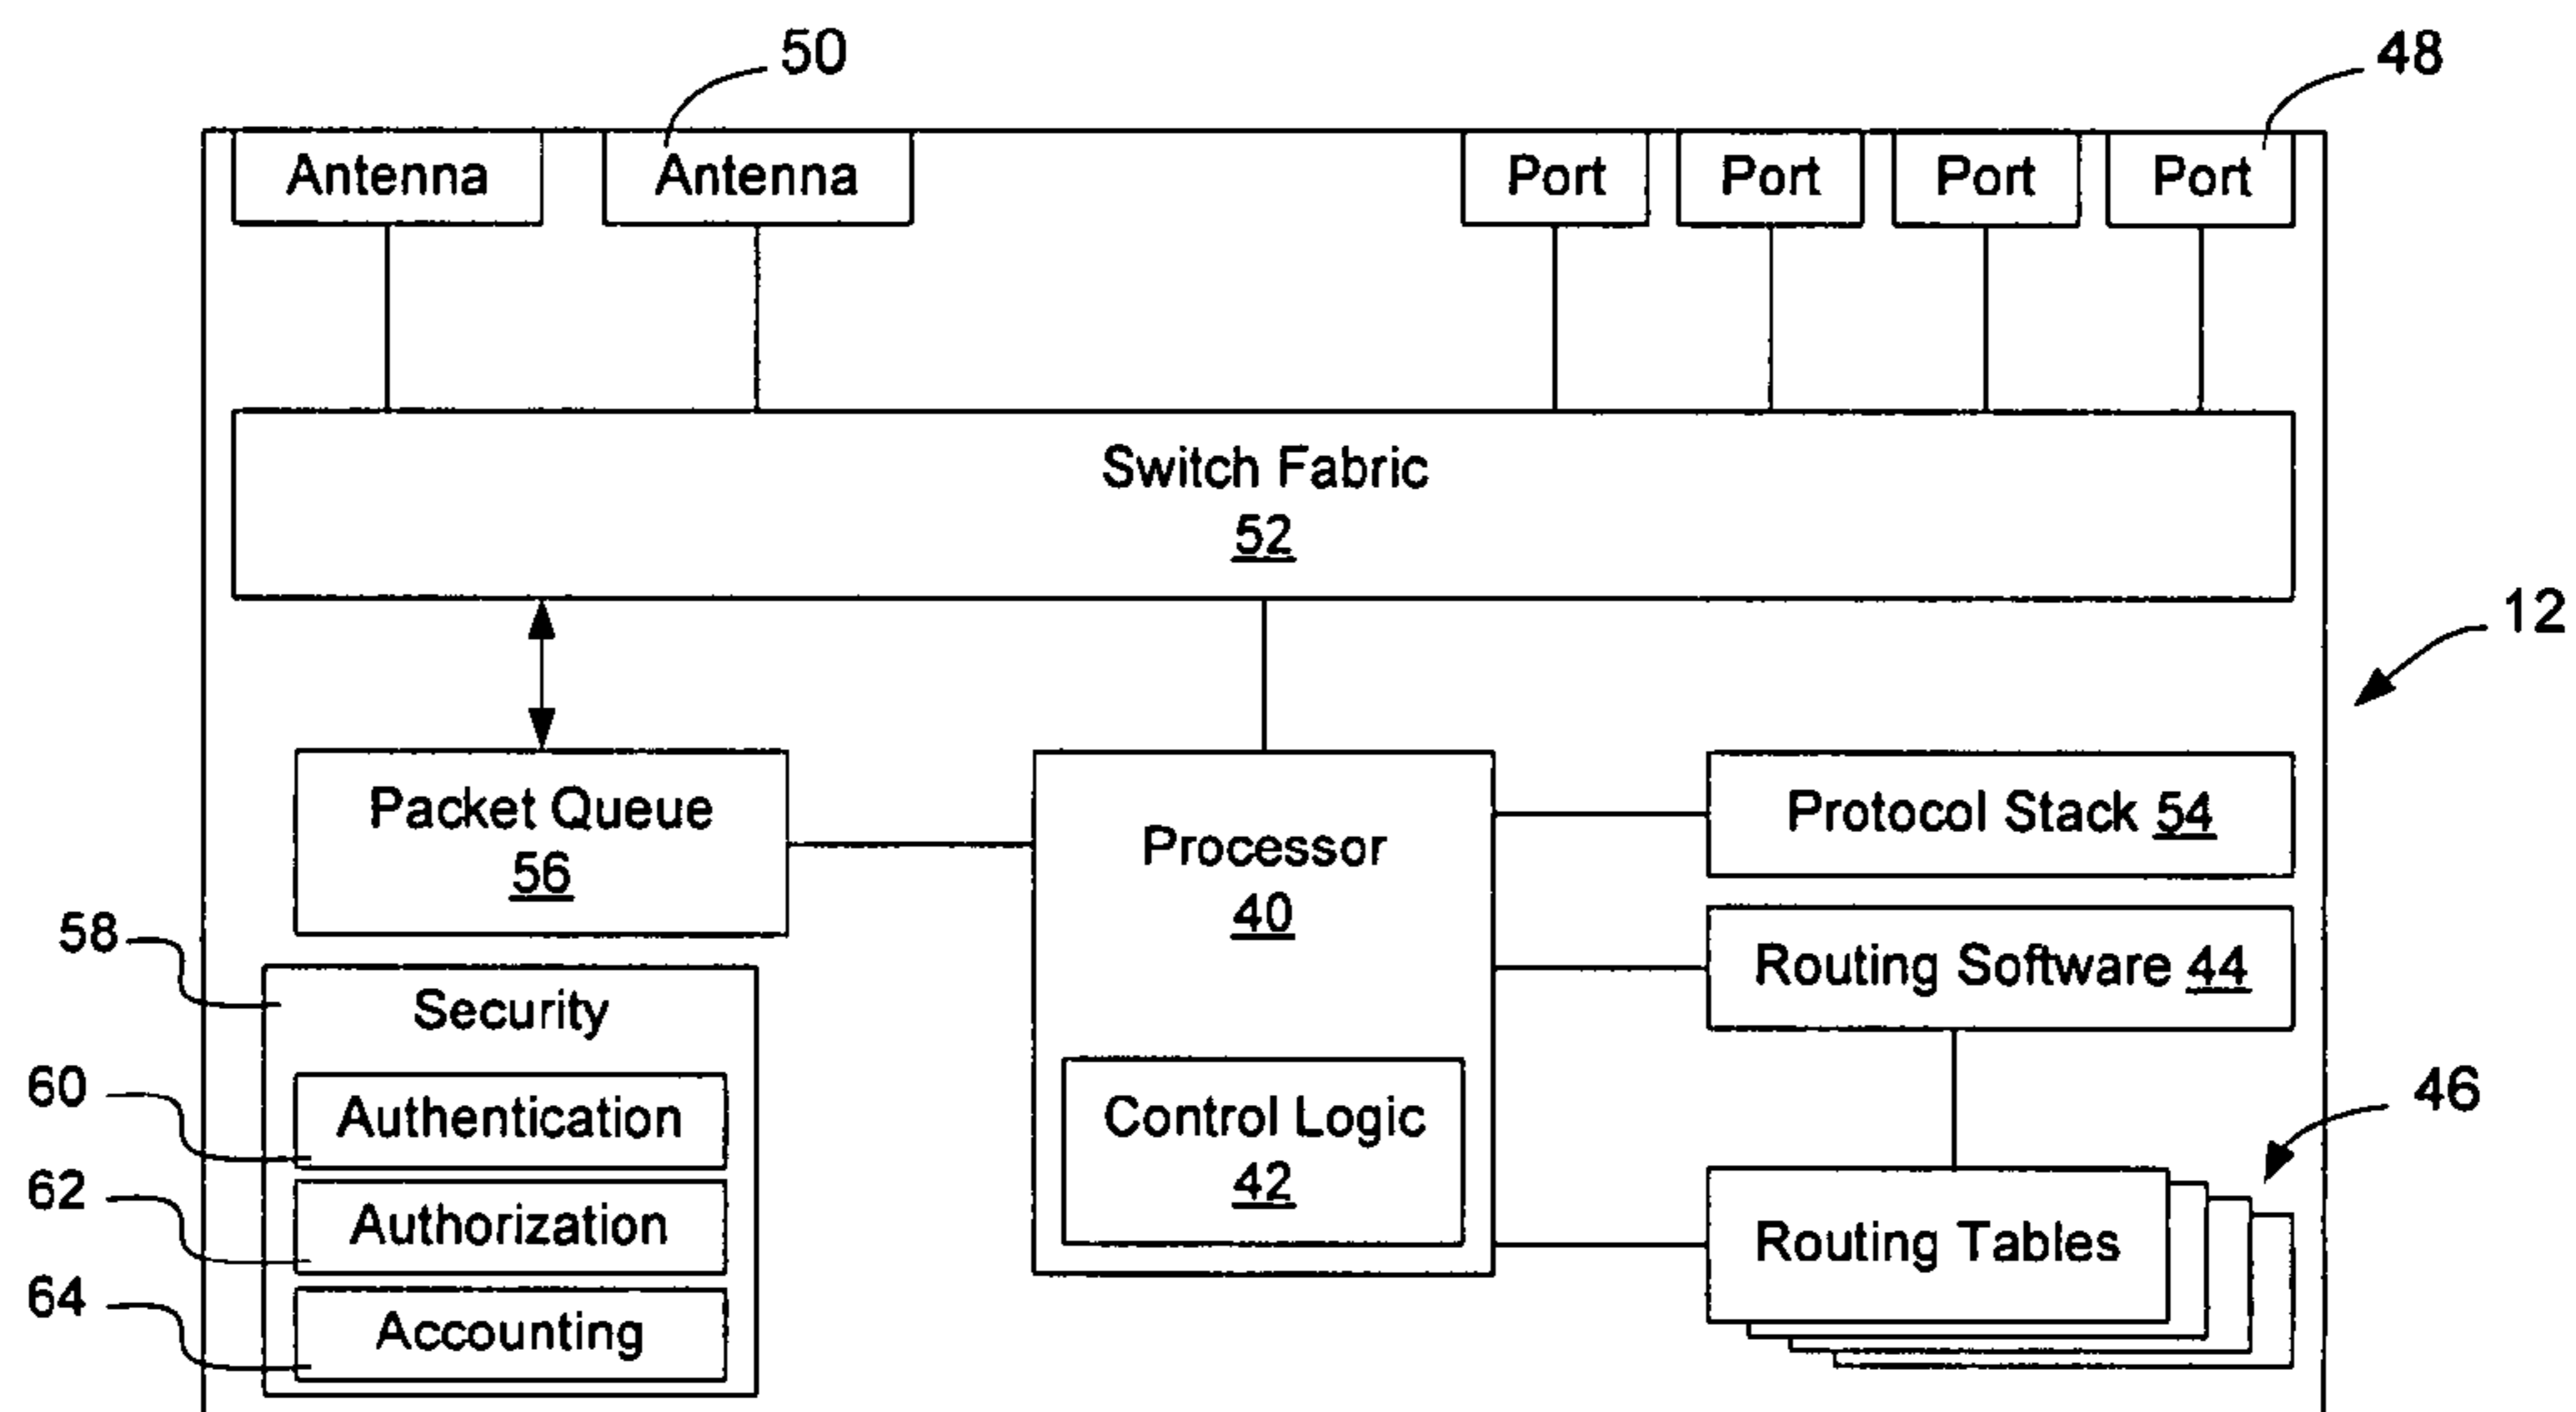 50
48
Antenna
Antenna
Port
Port
Port
Port
Switch Fabric
52
12
Packet Queue
56
Processor
40
Protocol Stack 54
Routing Software 44
58
Security
60
Authentication
62
Authorization
64
Accounting
Control Logic
42
46
Routing Tables